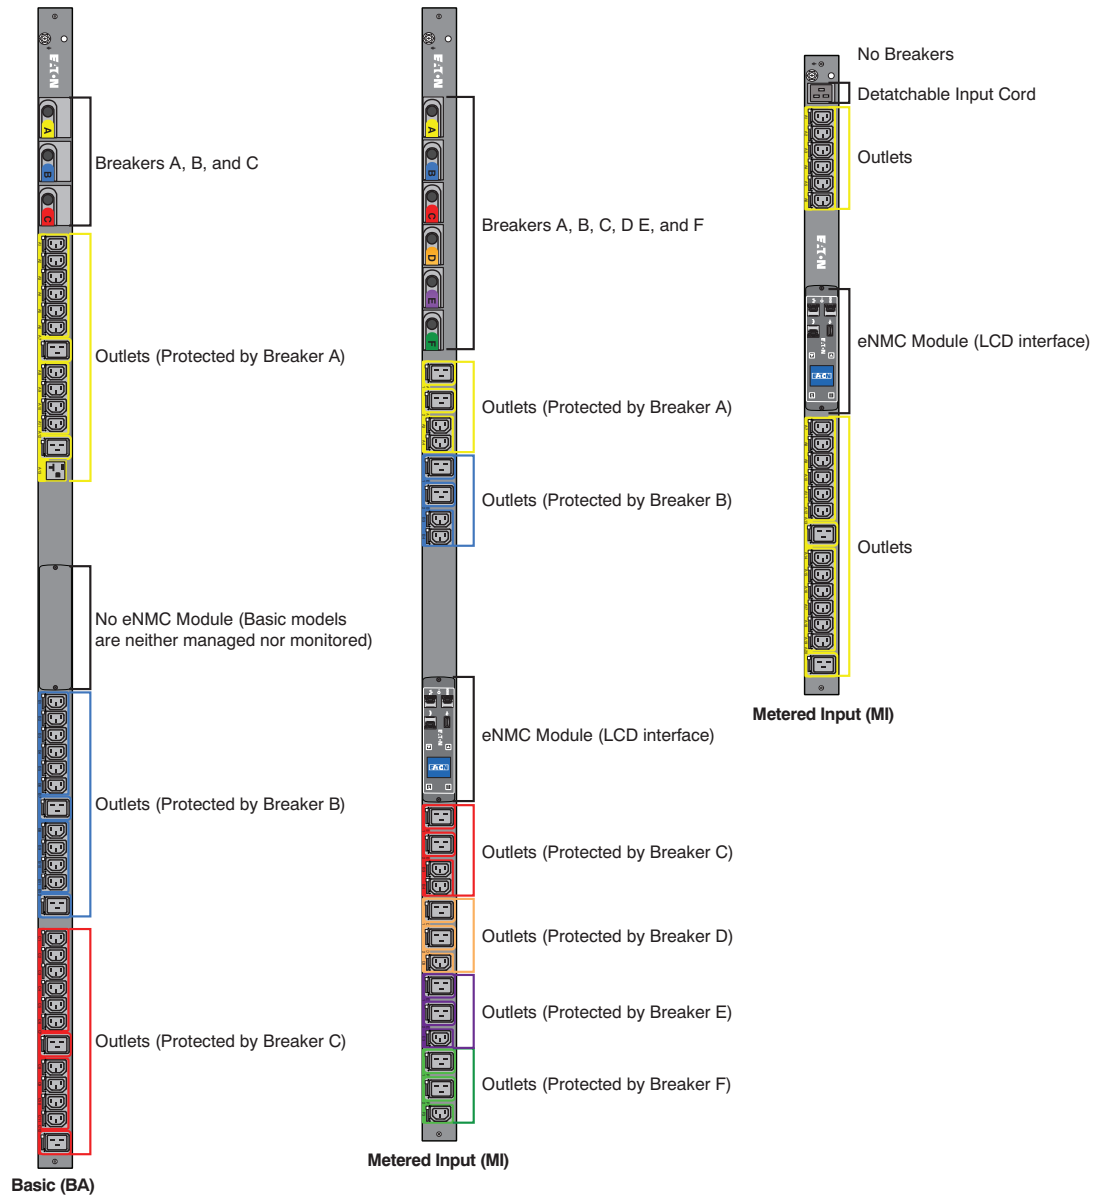 E·T·N
A
B
C
Breakers A, B, and C
Outlets (Protected by Breaker A)
No eNMC Module (Basic models
are neither managed nor monitored)
Outlets (Protected by Breaker B)
Outlets (Protected by Breaker C)
Basic (BA)
E·T·N
A
B
C
D
E
F
Breakers A, B, C, D E, and F
Outlets (Protected by Breaker A)
Outlets (Protected by Breaker B)
E·T·N
EATON
eNMC Module (LCD interface)
Outlets (Protected by Breaker C)
Outlets (Protected by Breaker D)
Outlets (Protected by Breaker E)
Outlets (Protected by Breaker F)
Metered Input (MI)
No Breakers
Detatchable Input Cord
Outlets
E·T·N
E·T·N
EATON
eNMC Module (LCD interface)
Outlets
Metered Input (MI)